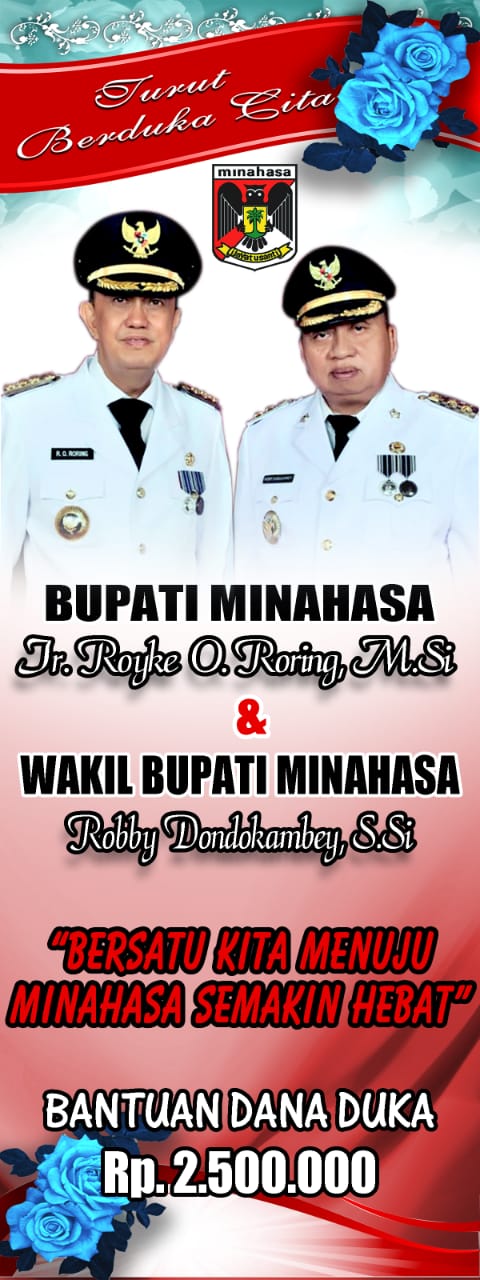 Turut
Berduka Cita
minahasa
R. O. RORING
BUPATI MINAHASA
Ir. Royke O. Roring, M.Si
&
WAKIL BUPATI MINAHASA
Robby Dondokambey, S.Si
“BERSATU KITA MENUJU
MINAHASA SEMAKIN HEBAT”
BANTUAN DANA DUKA
Rp. 2.500.000